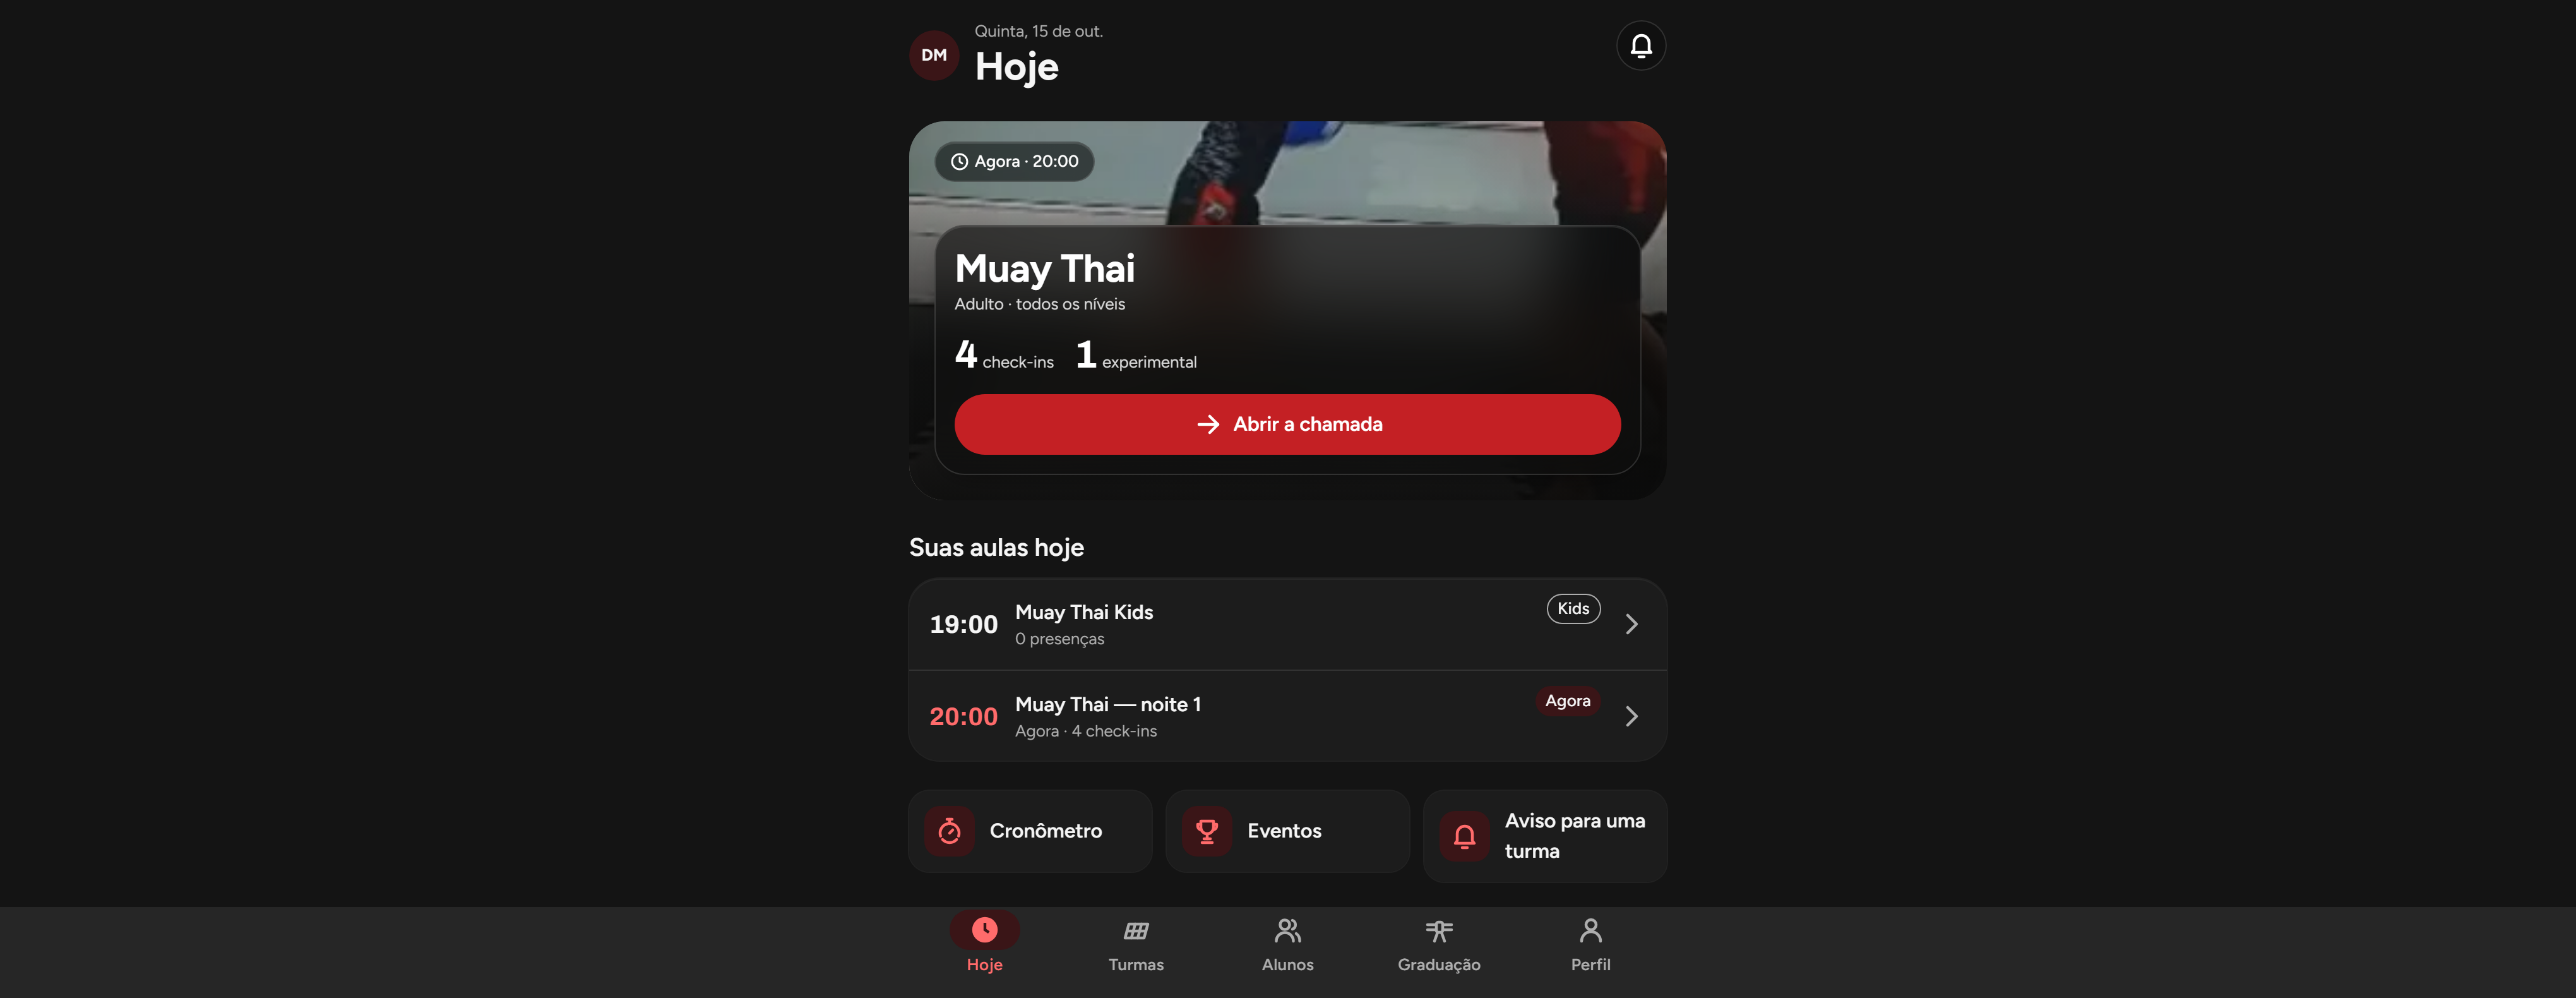 DM
Quinta, 15 de out.
Hoje
Agora · 20:00
Muay Thai
Adulto · todos os níveis
4 check-ins 1 experimental
Abrir a chamada
Suas aulas hoje
19:00 Muay Thai Kids Kids
0 presenças
20:00 Muay Thai — noite 1 Agora
Agora · 4 check-ins
Cronômetro
Eventos
Aviso para uma
turma
Hoje Turmas Alunos Graduação Perfil